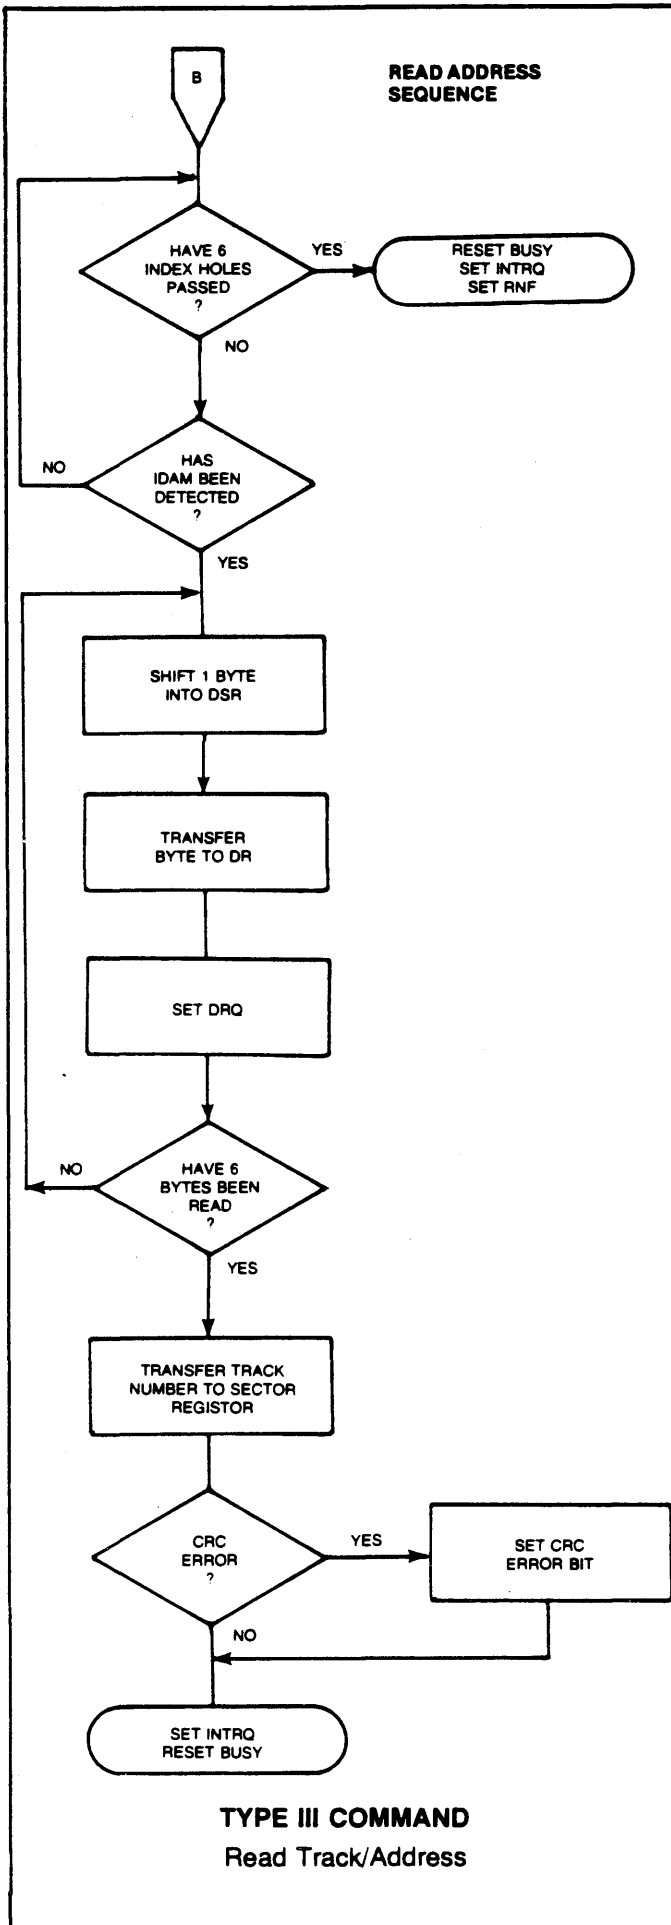 B
READ ADDRESS
SEQUENCE
HAVE 6
INDEX HOLES
PASSED
?
YES
RESET BUSY
SET INTRQ
SET RNF
NO
HAS
IDAM BEEN
DETECTED
?
NO
YES
SHIFT 1 BYTE
INTO DSR
TRANSFER
BYTE TO DR
SET DRQ
HAVE 6
BYTES BEEN
READ
?
NO
YES
TRANSFER TRACK
NUMBER TO SECTOR
REGISTOR
CRC
ERROR
?
YES
SET CRC
ERROR BIT
NO
SET INTRQ
RESET BUSY
TYPE III COMMAND
Read Track/Address